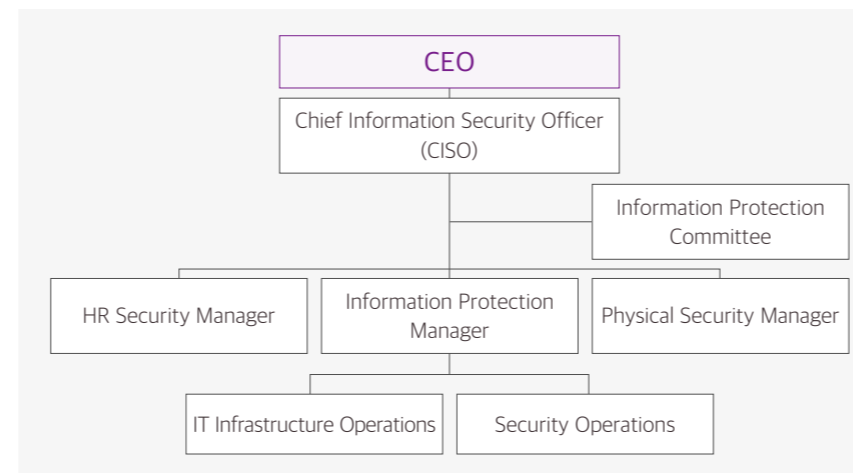 CEO
Chief Information Security Officer
(CISO)
Information Protection
Committee
HR Security Manager
Information Protection
Manager
Physical Security Manager
IT Infrastructure Operations
Security Operations